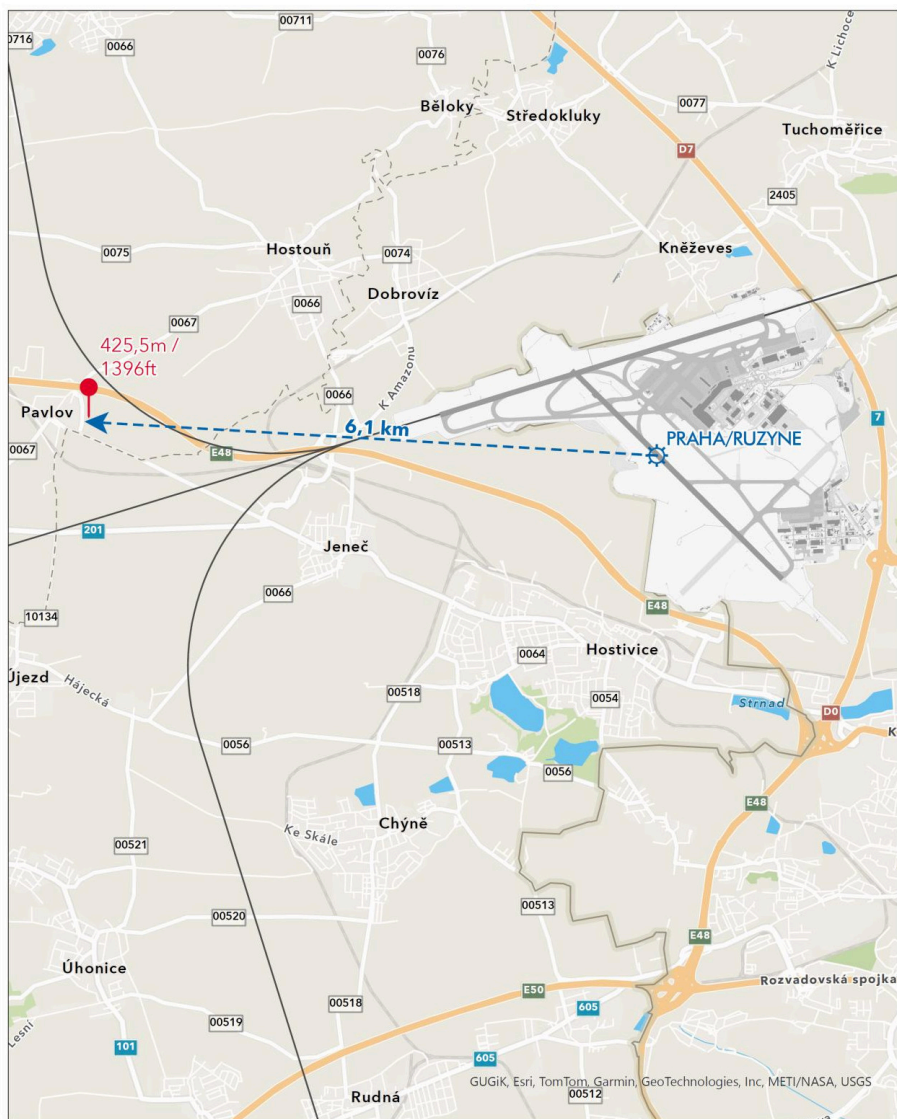 00711
0716
0066
0076
K Lichoce
Běloky
Středokluky
0077
Tuchoměřice
D7
2405
0075
Hostouň
0074
Kněževes
Dobrovíz
0066
0067
425,5m /
1396ft
K Amazonu
0066
Pavlov
7
6,1 km
PRAHA/RUZYNE
0067
E48
201
Jeneč
0066
E48
10134
Hostivice
0064
Újezd
Hájecká
00518
0054
Strnad
D0
K
0056
00513
0056
E48
Chýně
Ke Skále
00521
00520
00513
E48
Úhonice
Rozvadovská spojka
E50
00518
605
00519
Lesní
101
605
GUGiK, Esri, TomTom, Garmin, GeoTechnologies, Inc, METI/NASA, USGS
Rudná
00512